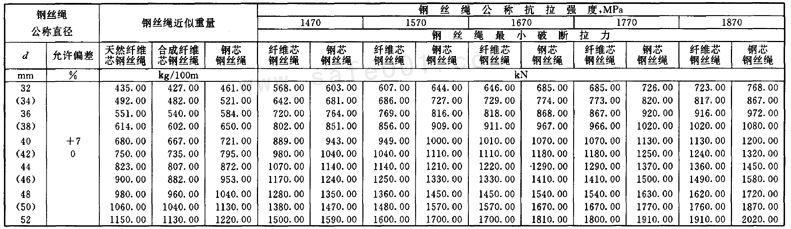 钢丝绳公称直径 钢丝绳近似重量 钢丝绳公称抗拉强度,MPa
1470 1570 1670 1770 1870
钢丝绳最小破断拉力
d 允许偏差 天然纤维芯钢丝绳 合成纤维芯钢丝绳 钢芯钢丝绳 纤维芯钢丝绳 钢芯钢丝绳 纤维芯钢丝绳 钢芯钢丝绳 纤维芯钢丝绳 钢芯钢丝绳 纤维芯钢丝绳 钢芯钢丝绳 纤维芯钢丝绳 钢芯钢丝绳
mm % kg/100m kN
32 435.00 427.00 461.00 568.00 603.00 607.00 644.00 646.00 685.00 685.00 726.00 723.00 768.00
(34) 492.00 482.00 521.00 642.00 681.00 686.00 727.00 729.00 774.00 773.00 820.00 817.00 867.00
36 551.00 540.00 584.00 720.00 764.00 769.00 816.00 818.00 868.00 867.00 920.00 916.00 972.00
(38) 614.00 602.00 650.00 802.00 851.00 856.00 909.00 911.00 967.00 966.00 1020.00 1020.00 1080.00
40 +7 680.00 667.00 721.00 889.00 943.00 949.00 1000.00 1010.00 1070.00 1070.00 1130.00 1130.00 1200.00
(42) 0 750.00 735.00 795.00 980.00 1040.00 1040.00 1110.00 1110.00 1180.00 1180.00 1250.00 1240.00 1320.00
44 823.00 807.00 872.00 1070.00 1140.00 1140.00 1210.00 1220.00 1290.00 1290.00 1370.00 1360.00 1450.00
(46) 900.00 882.00 953.00 1170.00 1240.00 1250.00 1330.00 1330.00 1410.00 1410.00 1500.00 1490.00 1580.00
48 980.00 960.00 1040.00 1280.00 1350.00 1360.00 1450.00 1450.00 1540.00 1540.00 1630.00 1620.00 1720.00
(50) 1060.00 1040.00 1130.00 1380.00 1470.00 1480.00 1570.00 1570.00 1670.00 1670.00 1770.00 1760.00 1870.00
52 1150.00 1130.00 1220.00 1500.00 1590.00 1600.00 1700.00 1700.00 1810.00 1800.00 1910.00 1910.00 2020.00